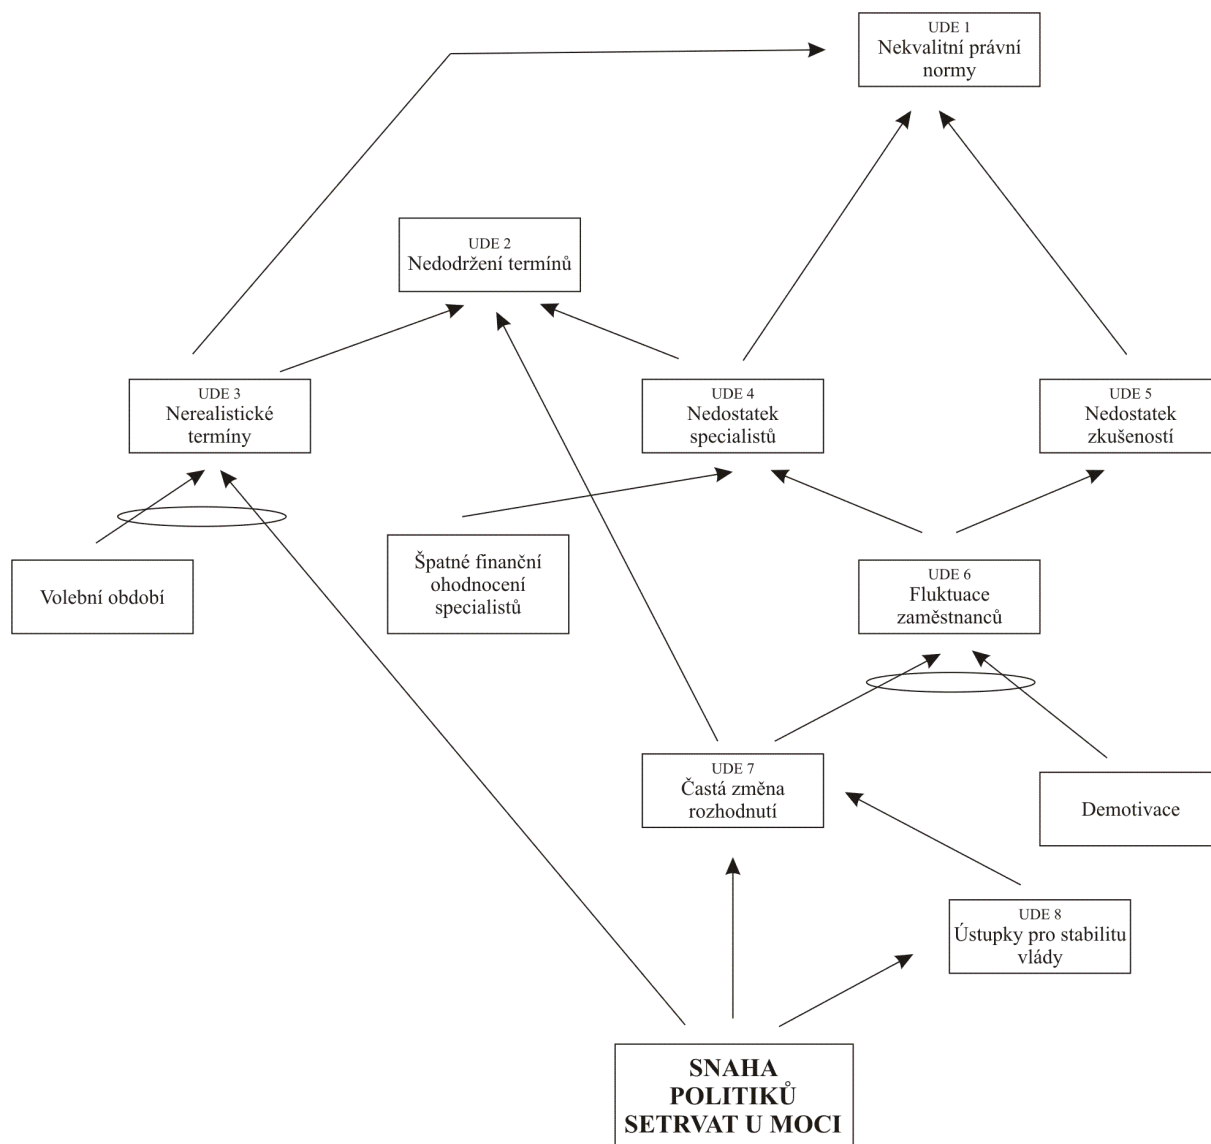 UDE 1
Nekvalitní právní
normy
UDE 2
Nedodržení termínů
UDE 3
Nerealistické
termíny
UDE 4
Nedostatek
specialistů
UDE 5
Nedostatek
zkušeností
Volební období
Špatné finanční
ohodnocení
specialistů
UDE 6
Fluktuace
zaměstnanců
UDE 7
Častá změna
rozhodnutí
Demotivace
UDE 8
Ústupky pro stabilitu
vlády
SNAHA
POLITIKŮ
SETRVAT U MOCI